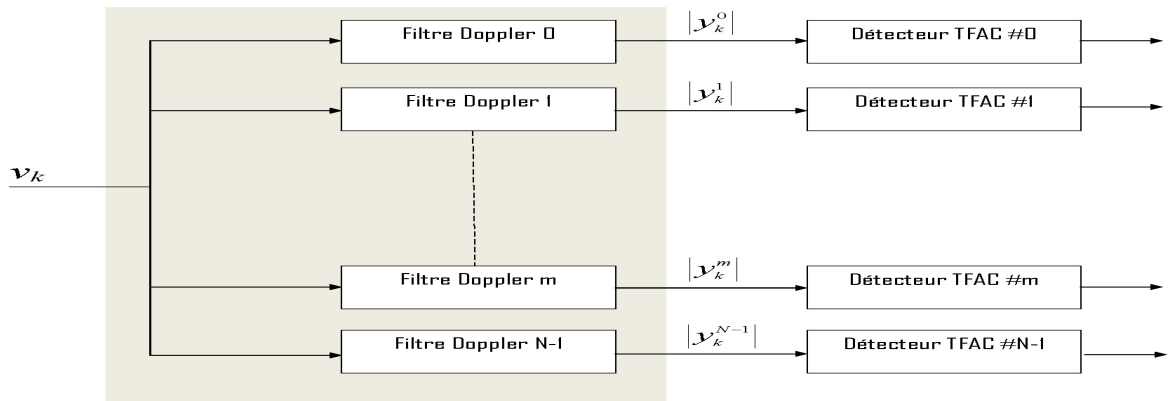 Filtre Doppler 0
|y_k^0|
Détecteur TFAC #0
Filtre Doppler 1
|y_k^1|
Détecteur TFAC #1
v_k
Filtre Doppler m
|y_k^m|
Détecteur TFAC #m
Filtre Doppler N-1
|y_k^{N-1}|
Détecteur TFAC #N-1